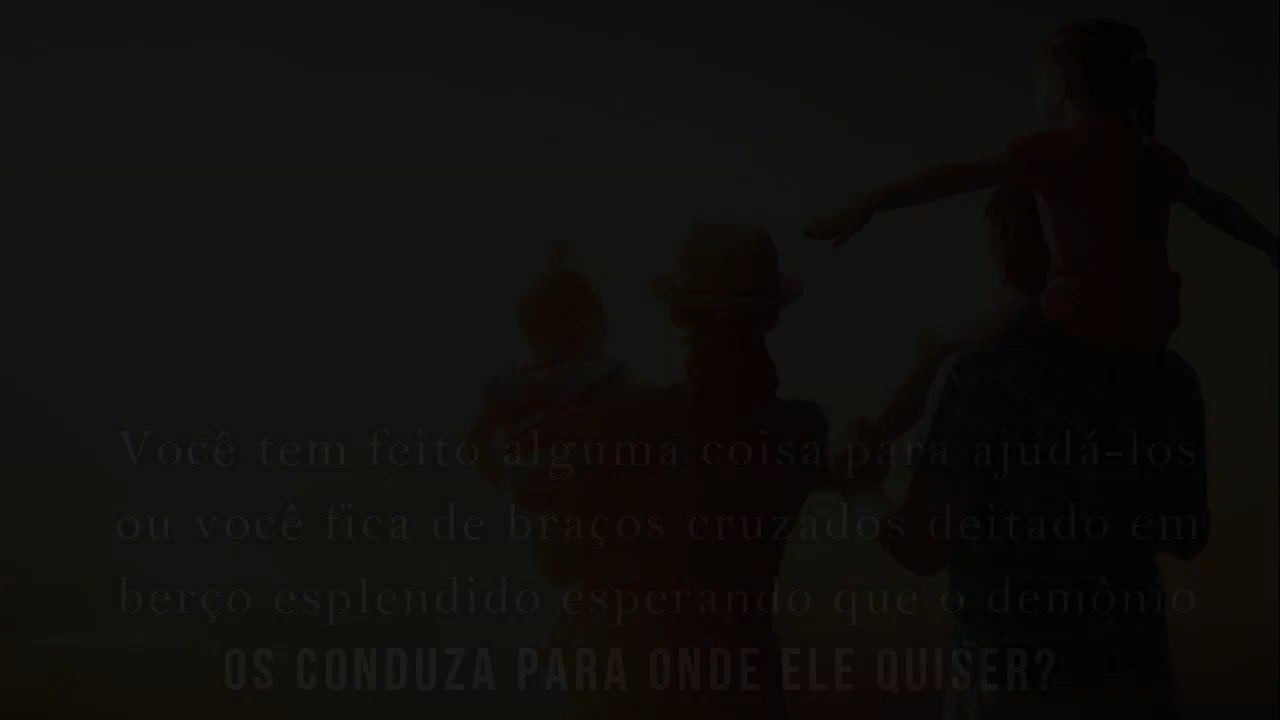 Você tem feito alguma coisa para ajudá-los
ou você fica de braços cruzados deitado em
berço esplendido esperando que o demônio
OS CONDUZA PARA ONDE ELE QUISER?